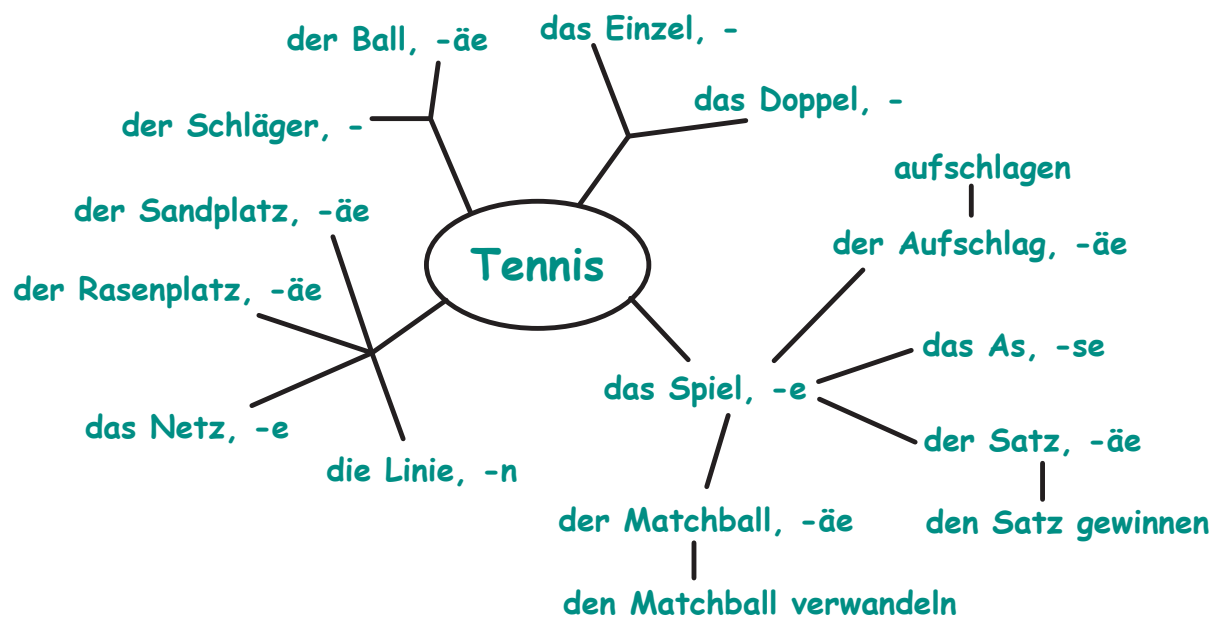 der Ball, -äe
das Einzel, -
das Doppel, -
der Schläger, -
aufschlagen
der Sandplatz, -äe
der Aufschlag, -äe
Tennis
der Rasenplatz, -äe
das As, -se
das Spiel, -e
das Netz, -e
der Satz, -äe
die Linie, -n
der Matchball, -äe
den Satz gewinnen
den Matchball verwandeln